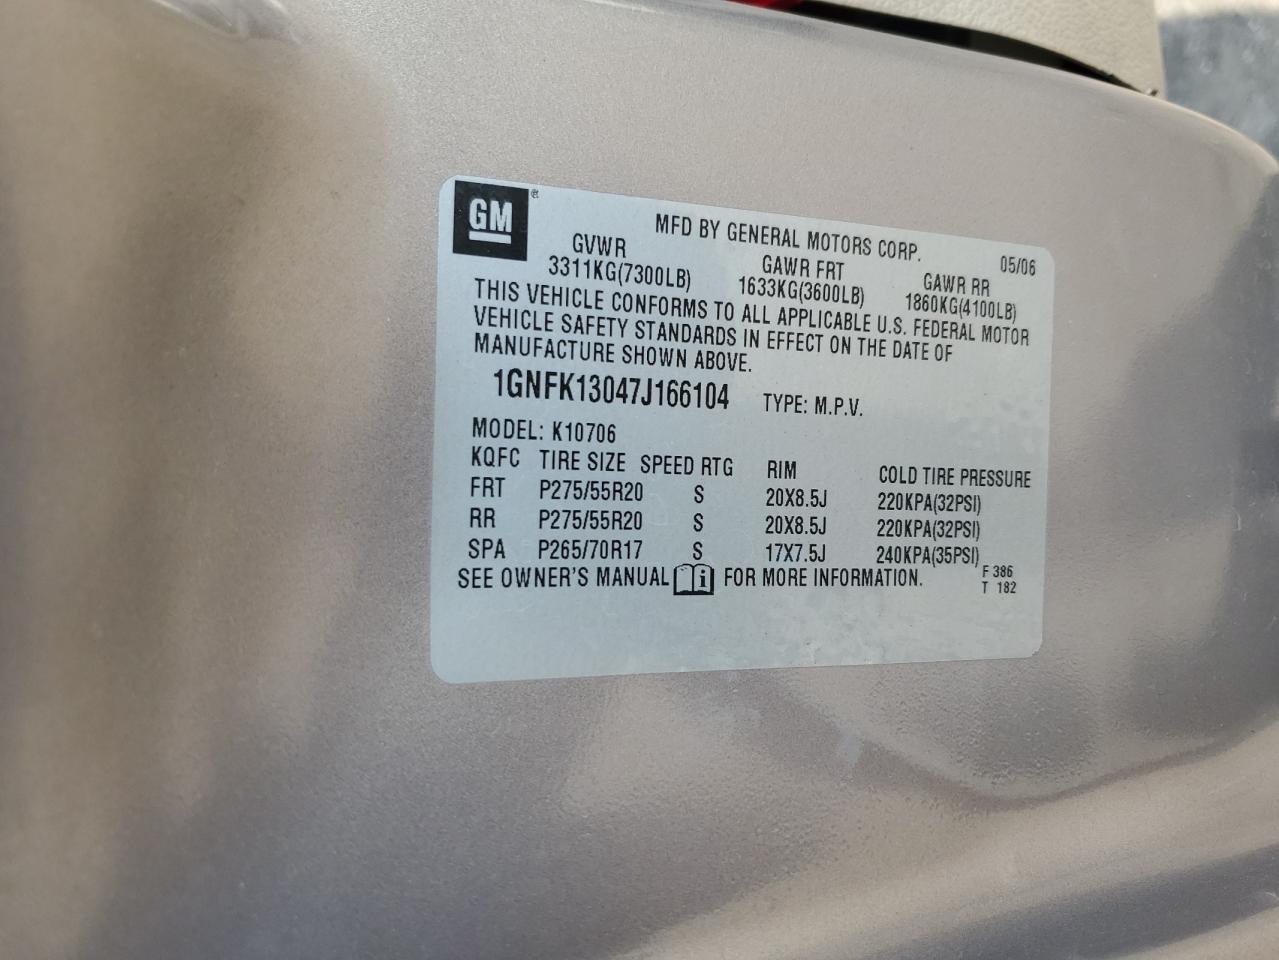 GM ®
MFD BY GENERAL MOTORS CORP.
05/06
GVWR GAWR FRT GAWR RR
3311KG(7300LB) 1633KG(3600LB) 1860KG(4100LB)
THIS VEHICLE CONFORMS TO ALL APPLICABLE U.S. FEDERAL MOTOR
VEHICLE SAFETY STANDARDS IN EFFECT ON THE DATE OF
MANUFACTURE SHOWN ABOVE.
1GNFK13047J166104 TYPE: M.P.V.
MODEL: K10706
KQFC TIRE SIZE SPEED RTG RIM COLD TIRE PRESSURE
FRT P275/55R20 S 20X8.5J 220KPA(32PSI)
RR P275/55R20 S 20X8.5J 220KPA(32PSI)
SPA P265/70R17 S 17X7.5J 240KPA(35PSI)
SEE OWNER'S MANUAL i FOR MORE INFORMATION.
F 386
T 182